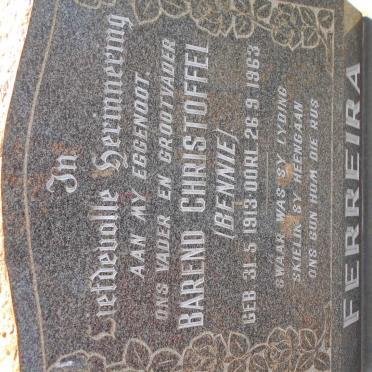 In
Liefdevolle Herinnering
AAN MY EGGENOOT,
ONS VADER EN GROOTVADER
BAREND CHRISTOFFEL
(BENNIE)
GEB. 31.5.1913 OORL. 26.9.1963
SWAAR WAS SY LYDING
SKIELIK SY HEENGAAN
ONS GUN HOM DIE RUS
FERREIRA